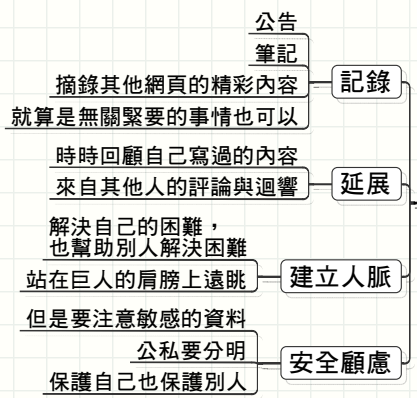 公告
筆記
摘錄其他網頁的精彩內容
就算是無關緊要的事情也可以
記錄
時時回顧自己寫過的內容
來自其他人的評論與迴響
延展
解決自己的困難，
也幫助別人解決困難
站在巨人的肩膀上遠眺
建立人脈
但是要注意敏感的資料
公私要分明
保護自己也保護別人
安全顧慮